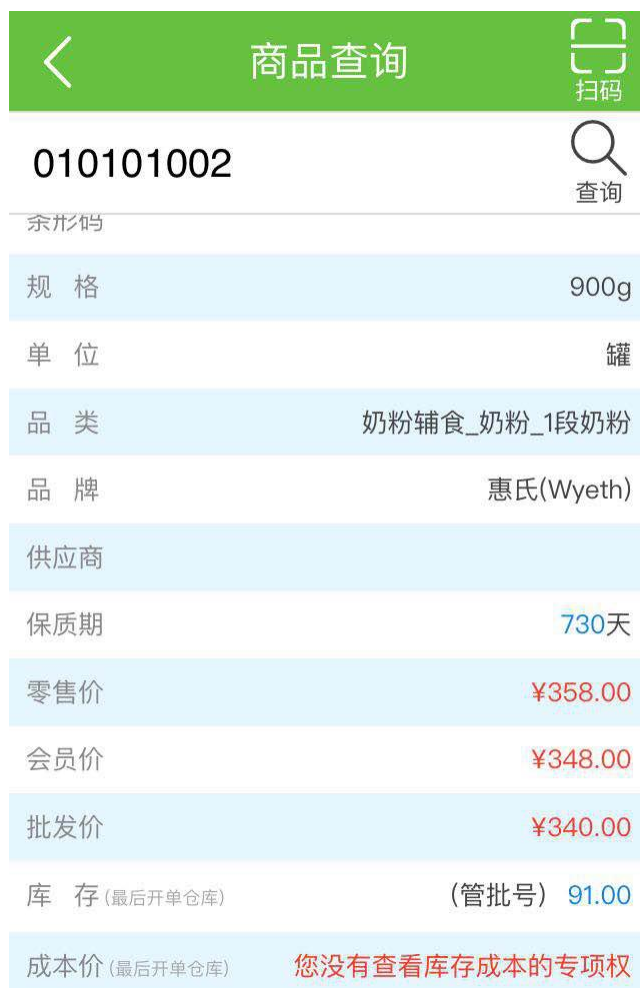 商品查询
扫码
010101002
查询
条形码
规 格 900g
单 位 罐
品 类 奶粉辅食_奶粉_1段奶粉
品 牌 惠氏(Wyeth)
供应商
保质期 730天
零售价 ¥358.00
会员价 ¥348.00
批发价 ¥340.00
库 存(最后开单仓库) (管批号) 91.00
成本价(最后开单仓库) 您没有查看库存成本的专项权